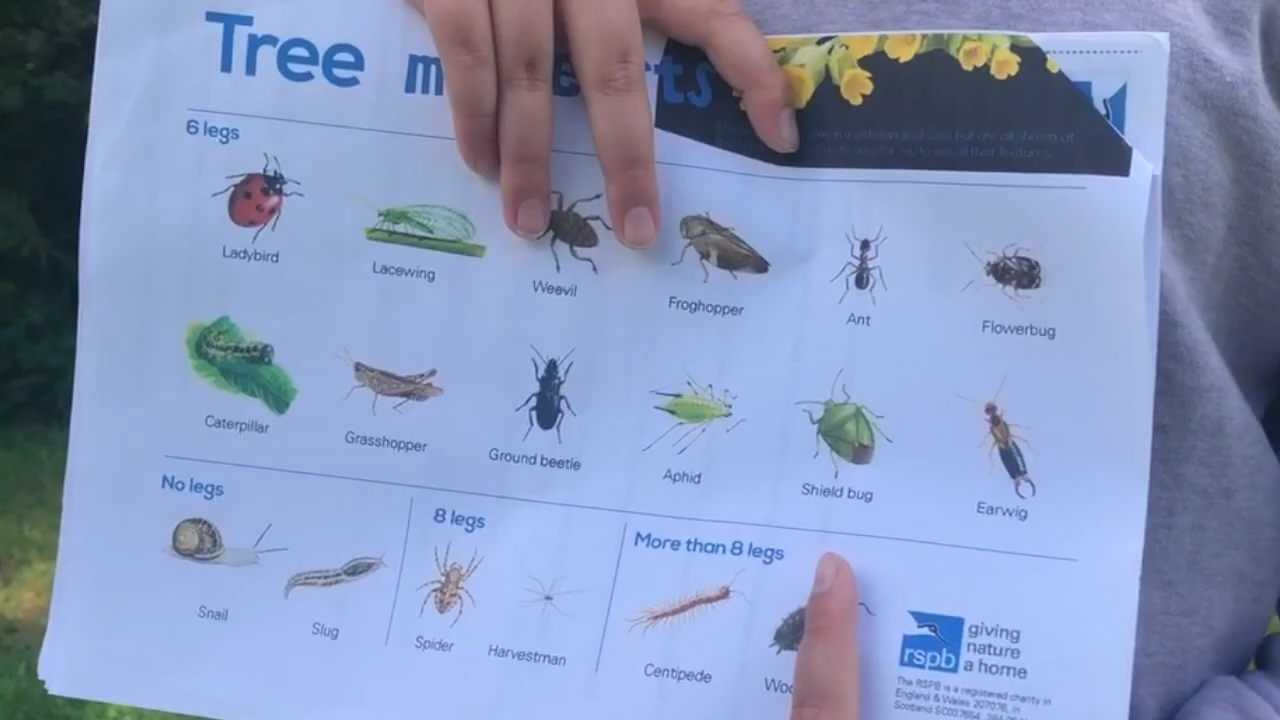 Tree
6 legs
Ladybird
Lacewing
Weevil
Froghopper
Ant
Flowerbug
Caterpillar
Grasshopper
Ground beetle
Aphid
Shield bug
Earwig
No legs
8 legs
More than 8 legs
Snail
Slug
Spider
Harvestman
Centipede
rspb
giving
nature
a home
The RSPB is a registered charity in
England & Wales 207076, in